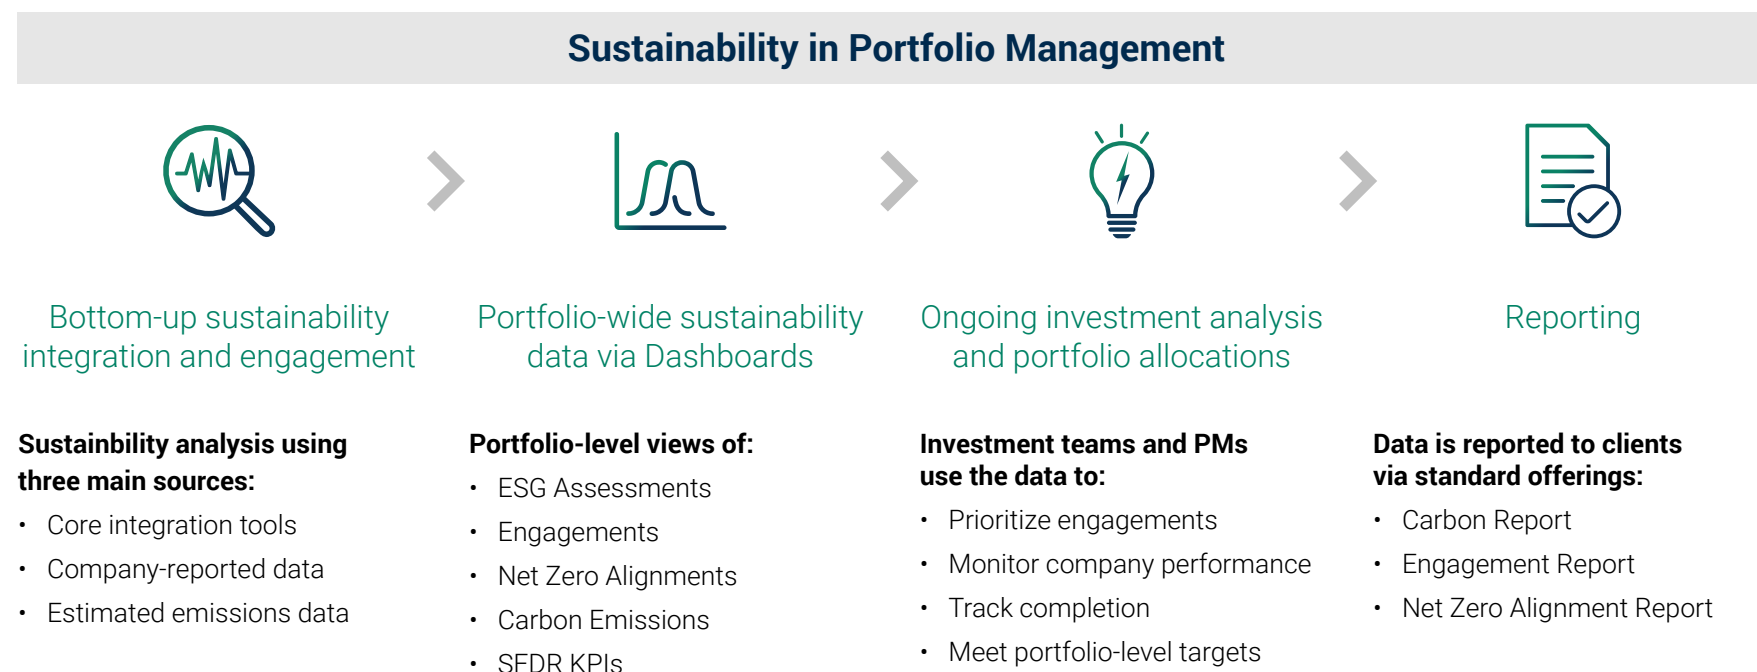 Sustainability in Portfolio Management
Bottom-up sustainability
integration and engagement
Sustainbility analysis using
three main sources:
• Core integration tools
• Company-reported data
• Estimated emissions data
Portfolio-wide sustainability
data via Dashboards
Portfolio-level views of:
• ESG Assessments
• Engagements
• Net Zero Alignments
• Carbon Emissions
• SFDR KPIs
Ongoing investment analysis
and portfolio allocations
Investment teams and PMs
use the data to:
• Prioritize engagements
• Monitor company performance
• Track completion
• Meet portfolio-level targets
Reporting
Data is reported to clients
via standard offerings:
• Carbon Report
• Engagement Report
• Net Zero Alignment Report